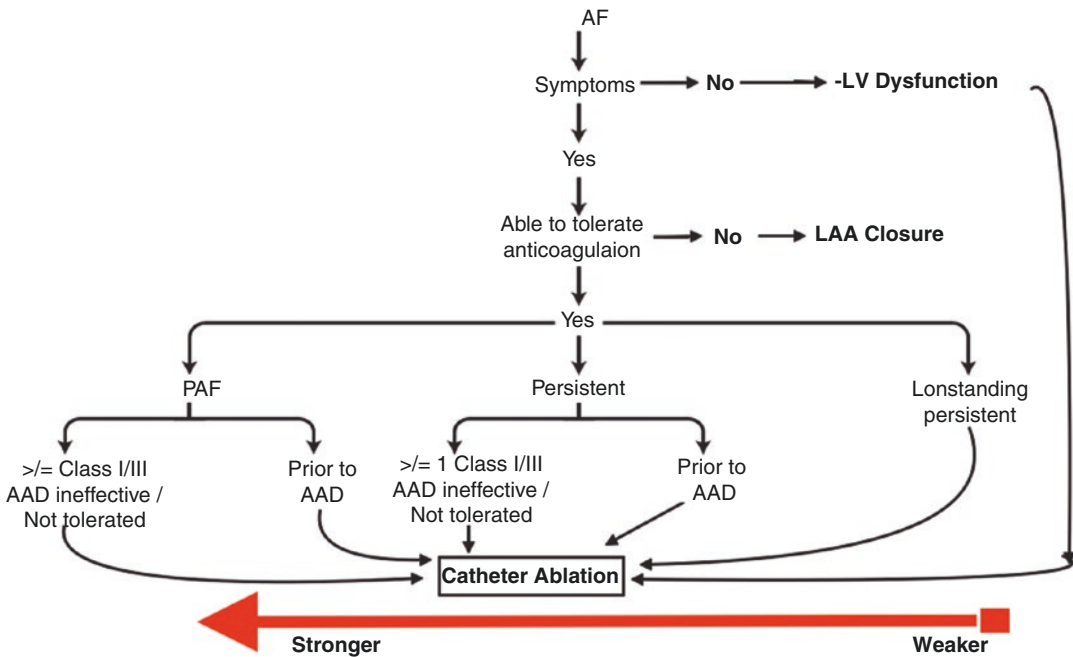 AF
Symptoms
No
-LV Dysfunction
Yes
Able to tolerate
anticoagulaion
No
LAA Closure
Yes
PAF
Persistent
Lonstanding
persistent
>/= Class I/III
AAD ineffective /
Not tolerated
Prior to
AAD
>/= 1 Class I/III
AAD ineffective /
Not tolerated
Prior to
AAD
Catheter Ablation
Stronger
Weaker